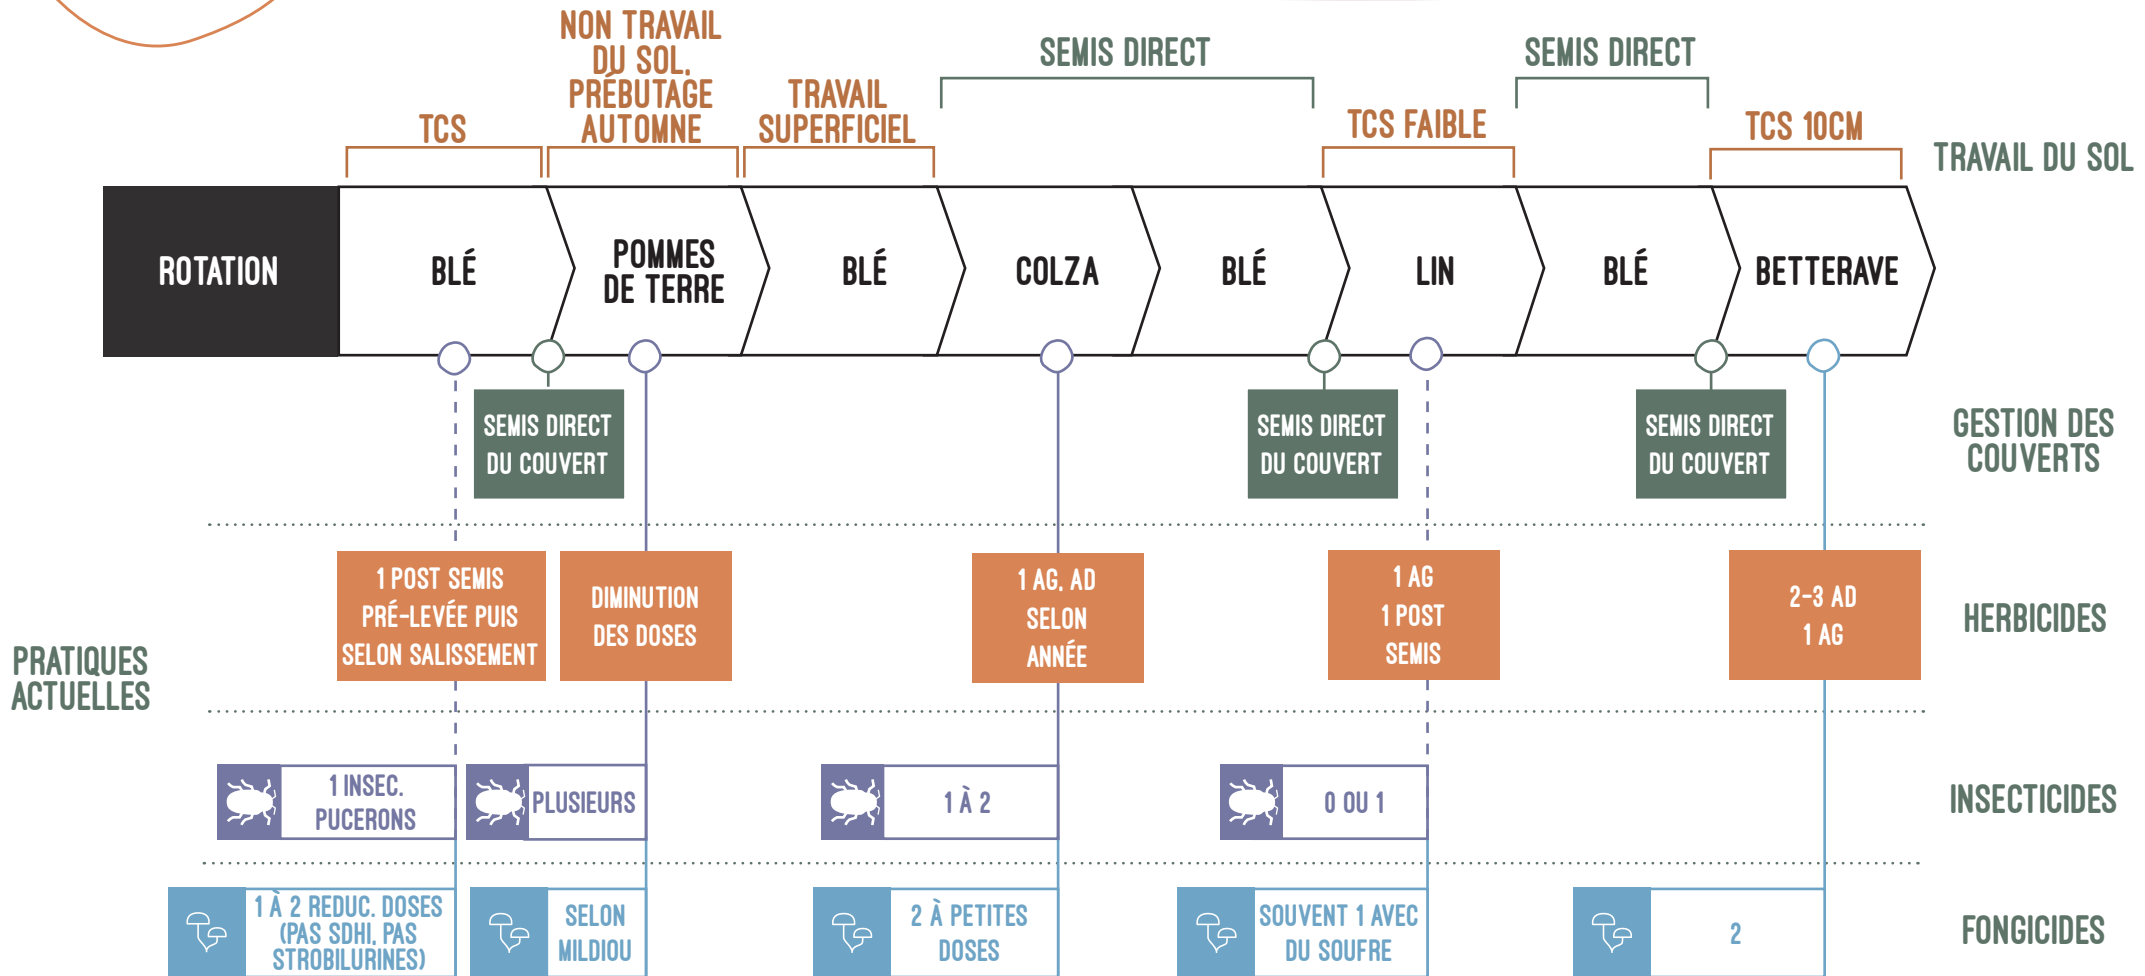 NON TRAVAIL
DU SOL,
PRÉBUTAGE
AUTOMNE
SEMIS DIRECT
SEMIS DIRECT
TCS
TRAVAIL
SUPERFICIEL
TCS FAIBLE
TCS 10CM
TRAVAIL DU SOL
ROTATION
BLÉ
POMMES
DE TERRE
BLÉ
COLZA
BLÉ
LIN
BLÉ
BETTERAVE
SEMIS DIRECT
DU COUVERT
SEMIS DIRECT
DU COUVERT
SEMIS DIRECT
DU COUVERT
GESTION DES
COUVERTS
PRATIQUES
ACTUELLES
1 POST SEMIS
PRÉ-LEVÉE PUIS
SELON SALISSEMENT
DIMINUTION
DES DOSES
1 AG, AD
SELON
ANNÉE
1 AG
1 POST
SEMIS
2-3 AD
1 AG
HERBICIDES
1 INSEC.
PUCERONS
PLUSIEURS
1 À 2
0 OU 1
INSECTICIDES
1 À 2 REDUC. DOSES
(PAS SDHI, PAS
STROBILURINES)
SELON
MILDIOU
2 À PETITES
DOSES
SOUVENT 1 AVEC
DU SOUFRE
2
FONGICIDES